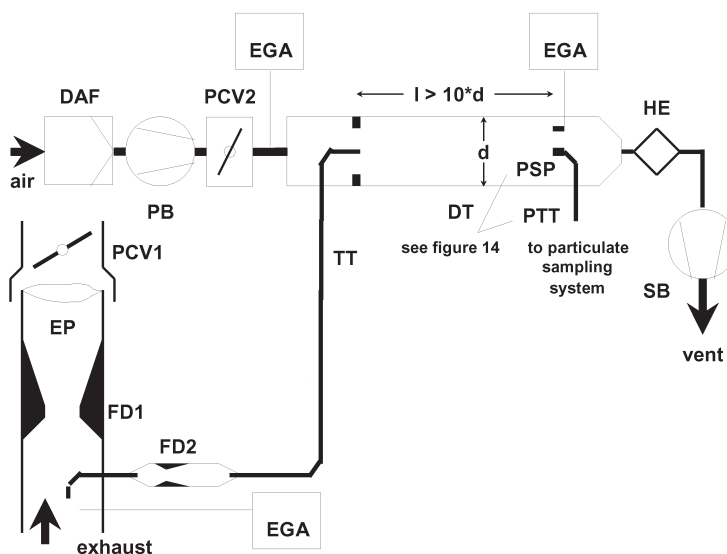 EGA
EGA
DAF
PCV2
l > 10*d
HE
d
air
PSP
PB
DT
PTT
PCV1
see figure 14
to particulate
sampling
system
TT
SB
EP
vent
FD1
FD2
EGA
exhaust